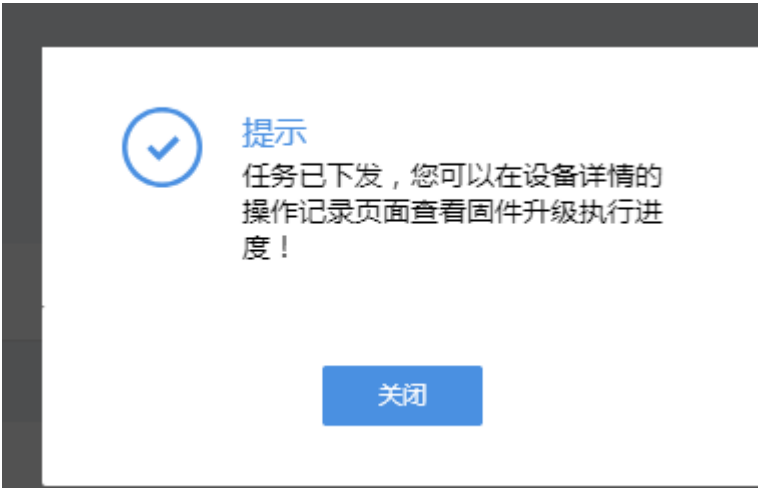 提示
任务已下发，您可以在设备详情的
操作记录页面查看固件升级执行进
度！
关闭